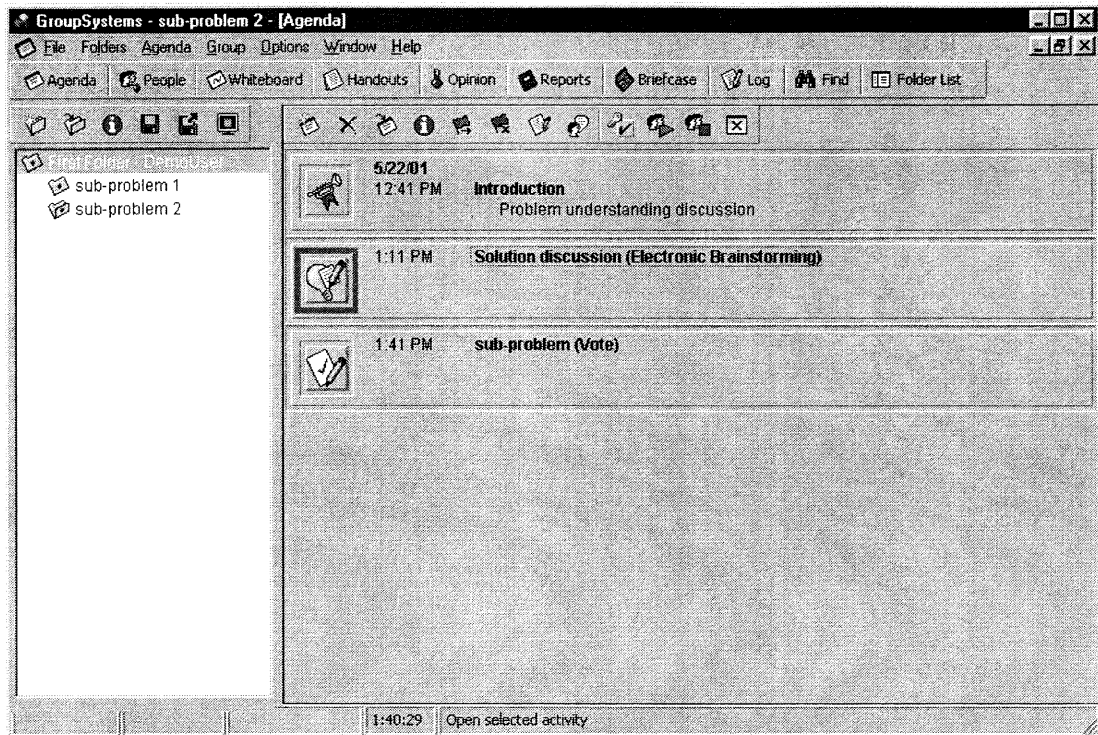 GroupSystems - sub-problem 2 - [Agenda]
File Folders Agenda Group Options Window Help
Agenda People Whiteboard Handouts Opinion Reports Briefcase Log Find Folder List
First Folder - DemoUser
sub-problem 1
sub-problem 2
5/22/01
12:41 PM Introduction
Problem understanding discussion
1:11 PM Solution discussion (Electronic Brainstorming)
1:41 PM sub-problem (Vote)
1:40:29 Open selected activity